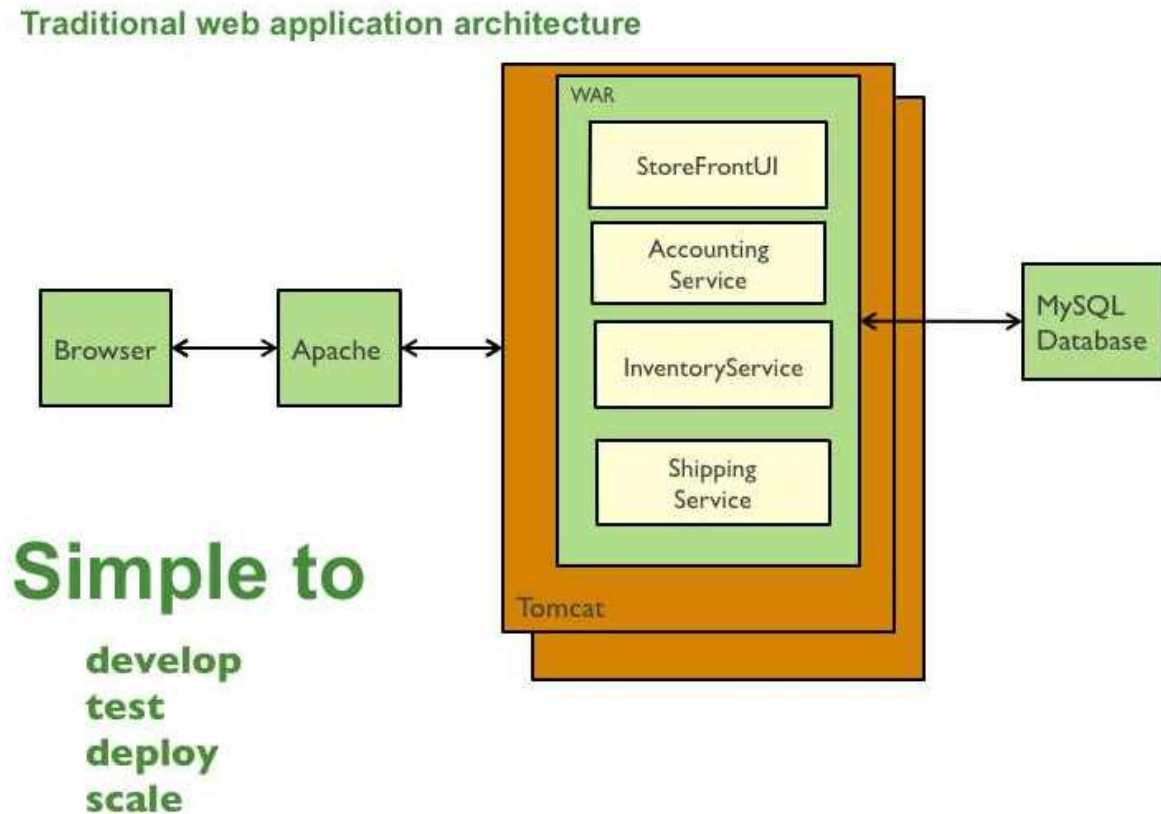 Traditional web application architecture
WAR
StoreFrontUI
Accounting
Service
InventoryService
Shipping
Service
Tomcat
Browser
Apache
MySQL
Database
Simple to
develop
test
deploy
scale